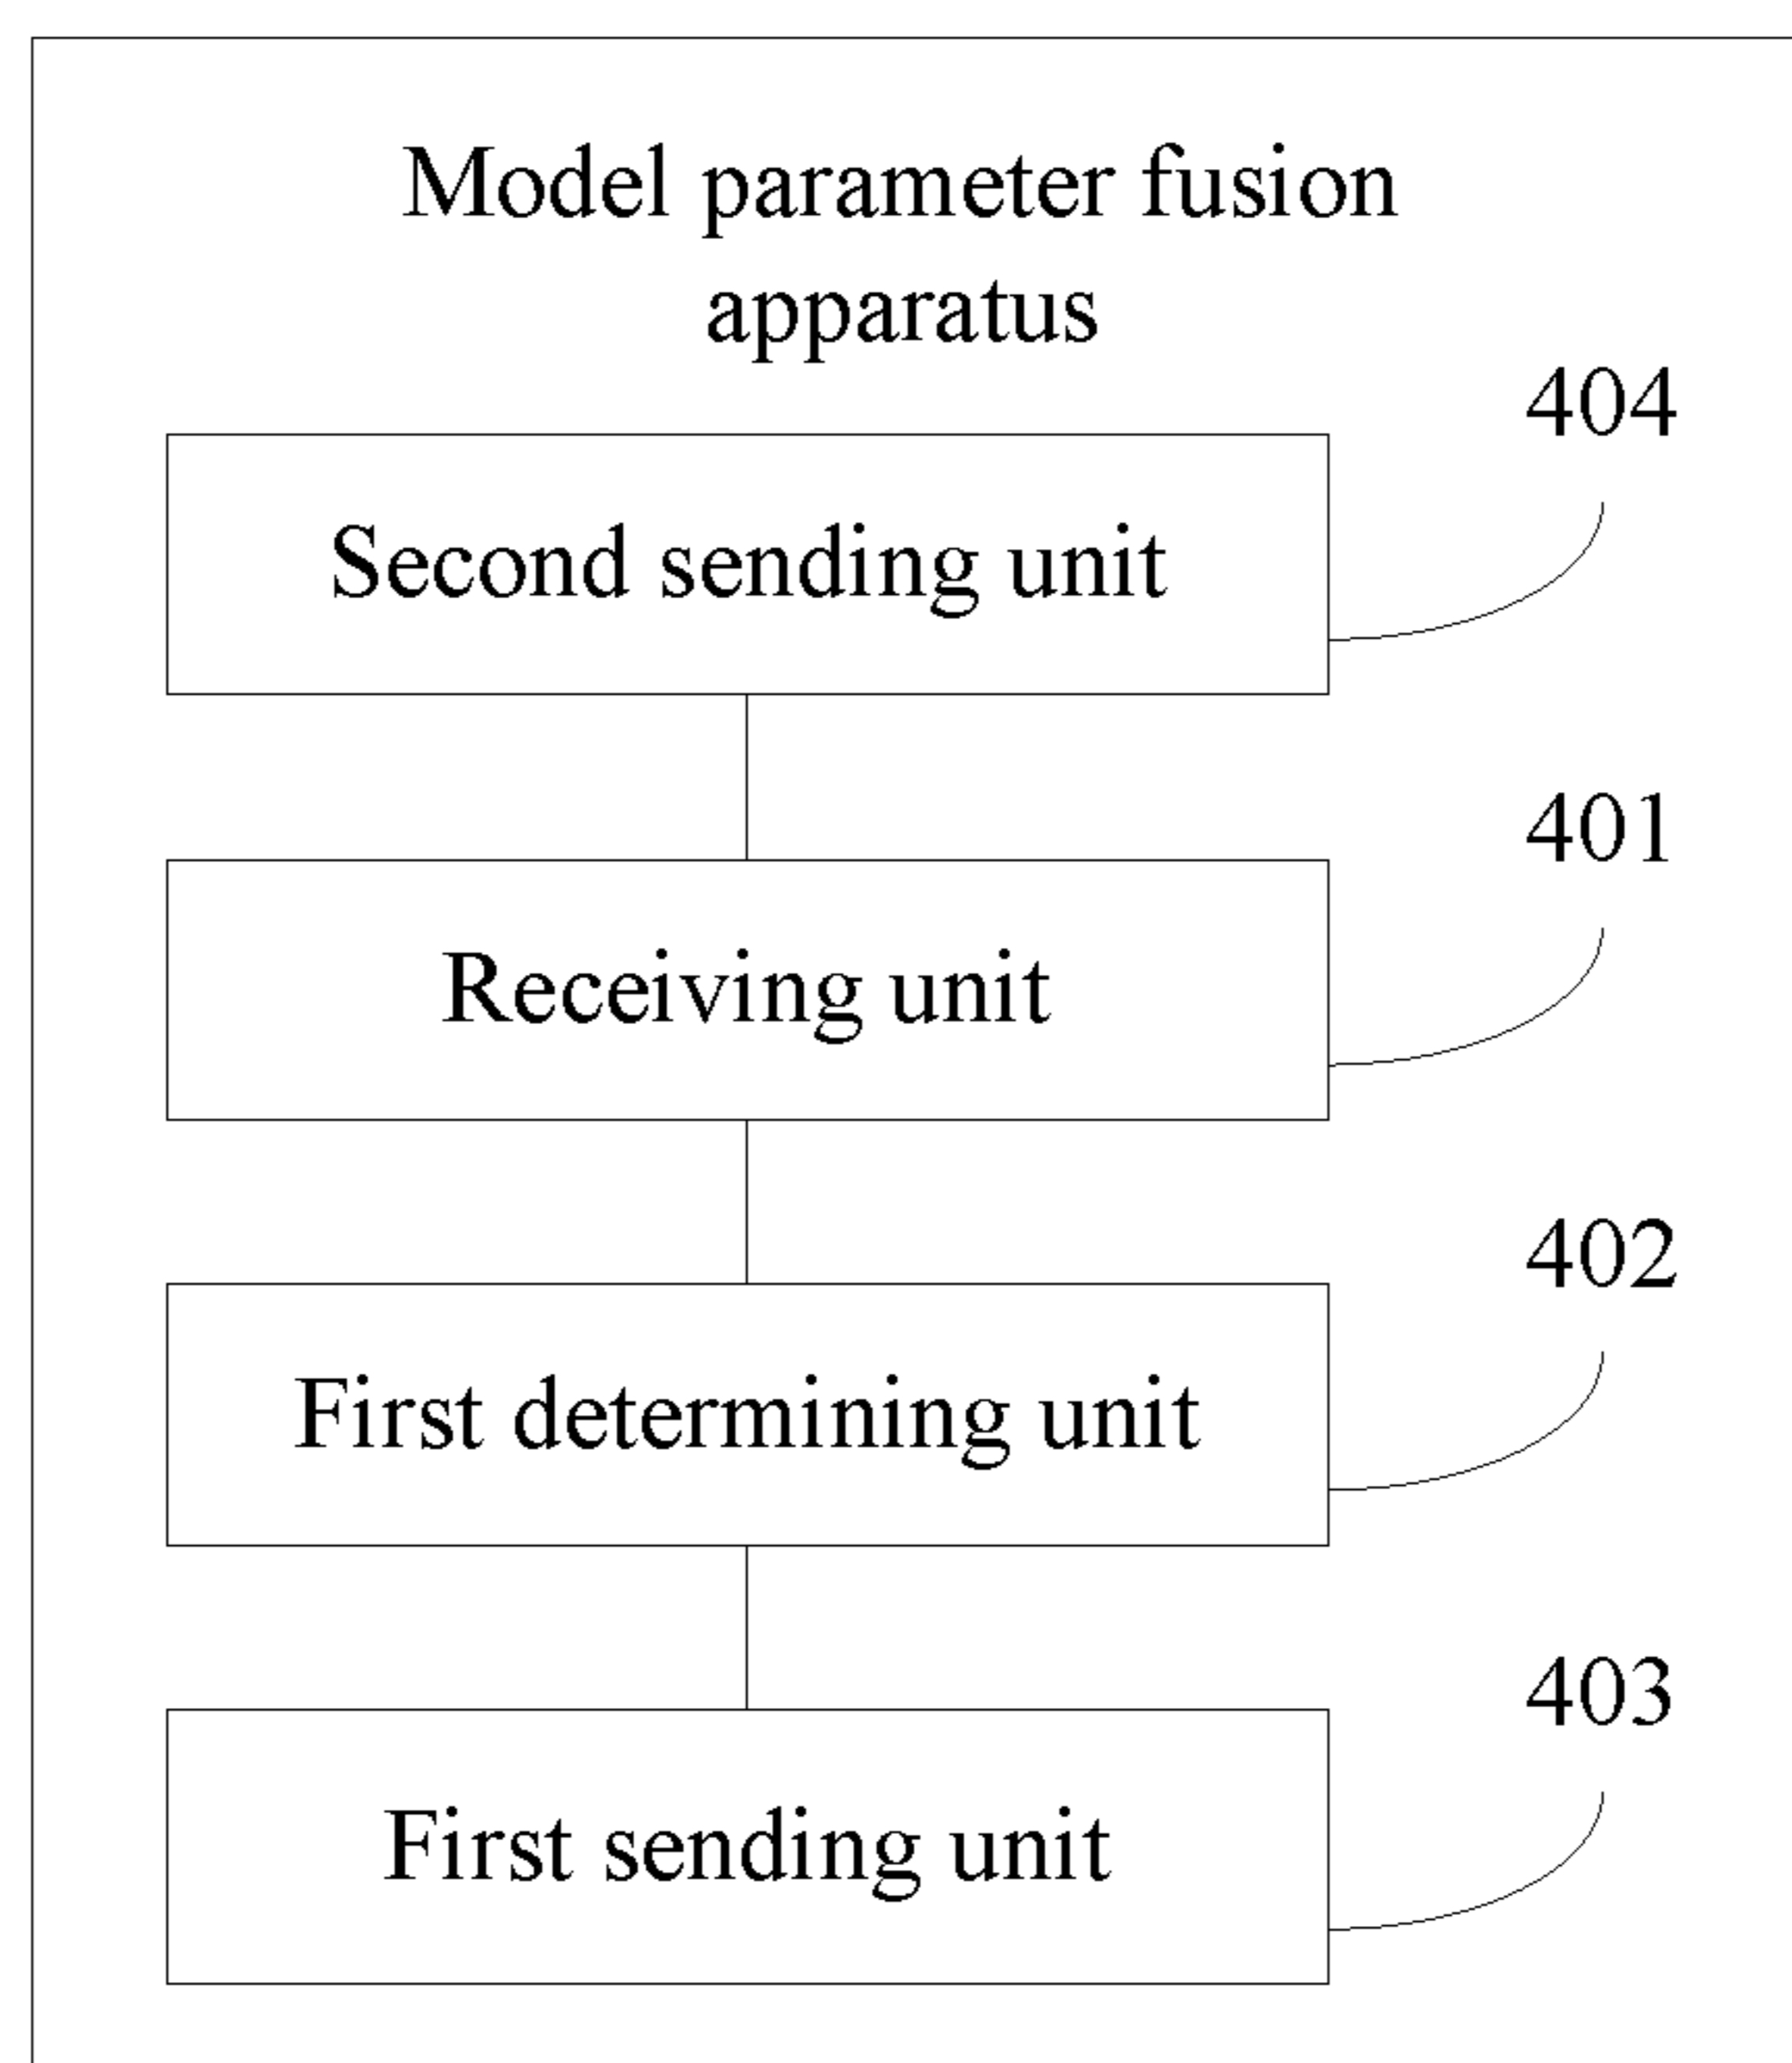 Model parameter fusion
apparatus
404
Second sending unit
401
Receiving unit
402
First determining unit
403
First sending unit